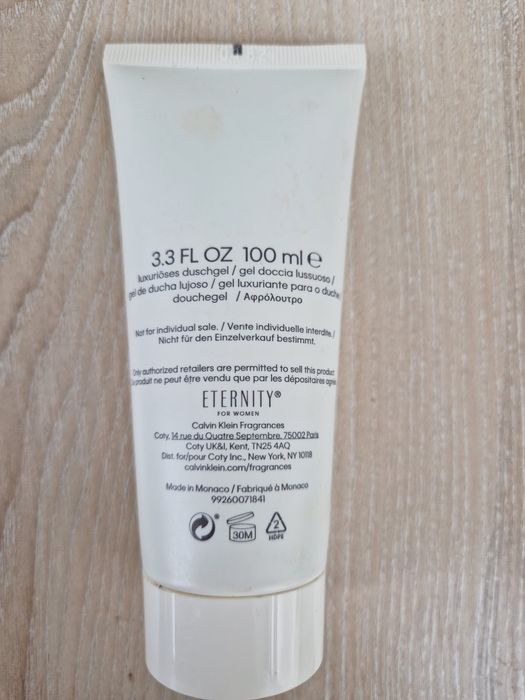 3.3 FL OZ 100 ml ℮
luxuriöses duschgel / gel doccia lussuoso /
gel de ducha lujoso / gel luxuriante para o duche
douchegel / Αφρόλουτρο
Not for individual sale. / Vente individuelle interdite. /
Nicht für den Einzelverkauf bestimmt.
Only authorized retailers are permitted to sell this product.
produit ne peut être vendu que par les dépositaires
ETERNITY®
FOR WOMEN
Calvin Klein Fragrances
Coty, 14 rue du Quatre Septembre, 75002 Paris
Coty UK&I, Kent, TN25 4AQ
Dist. for/pour Coty Inc., New York, NY 10118
calvinklein.com/fragrances
Made in Monaco / Fabriqué à Monaco
99260071841
® 30M 2
HDPE